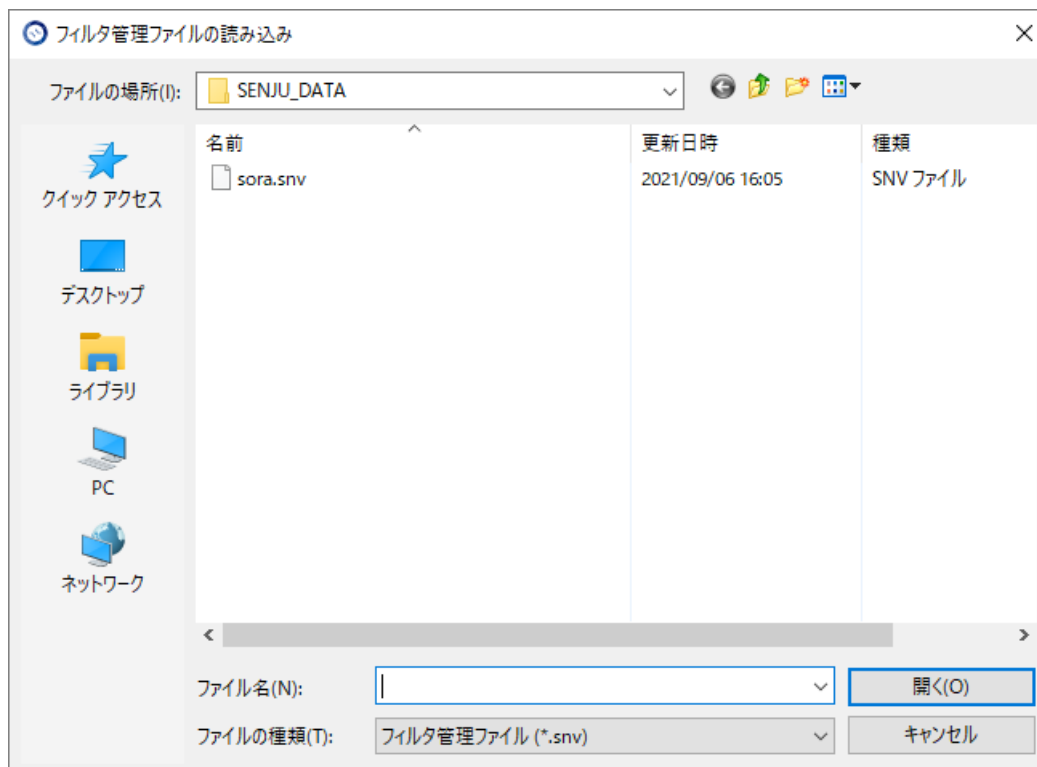 フィルタ管理ファイルの読み込み
ファイルの場所(I):
SENJU_DATA
クイック アクセス
デスクトップ
ライブラリ
PC
ネットワーク
名前
更新日時
種類
sora.snv
2021/09/06 16:05
SNV ファイル
ファイル名(N):
開く(O)
ファイルの種類(T):
フィルタ管理ファイル (*.snv)
キャンセル